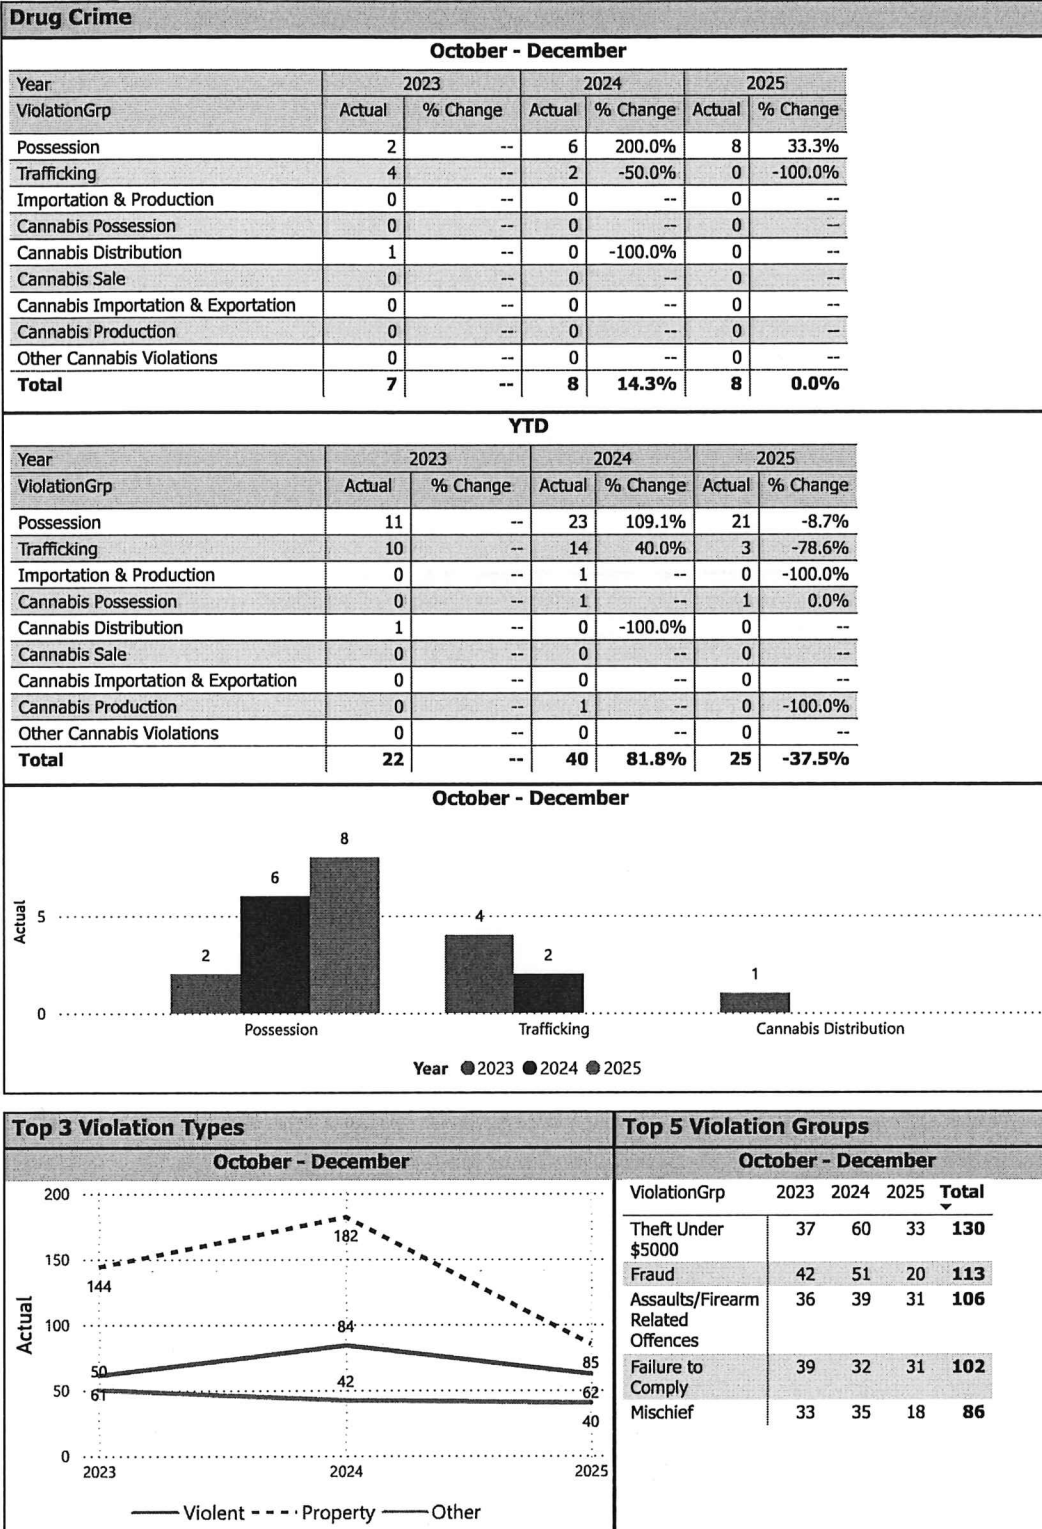 Drug Crime
October - December
Year 2023 2024 2025
ViolationGrp Actual % Change Actual % Change Actual % Change
Possession 2 -- 6 200.0% 8 33.3%
Trafficking 4 -- 2 -50.0% 0 -100.0%
Importation & Production 0 -- 0 -- 0 --
Cannabis Possession 0 -- 0 -- 0 --
Cannabis Distribution 1 -- 0 -100.0% 0 --
Cannabis Sale 0 -- 0 -- 0 --
Cannabis Importation & Exportation 0 -- 0 -- 0 --
Cannabis Production 0 -- 0 -- 0 --
Other Cannabis Violations 0 -- 0 -- 0 --
Total 7 -- 8 14.3% 8 0.0%
YTD
Year 2023 2024 2025
ViolationGrp Actual % Change Actual % Change Actual % Change
Possession 11 -- 23 109.1% 21 -8.7%
Trafficking 10 -- 14 40.0% 3 -78.6%
Importation & Production 0 -- 1 -- 0 -100.0%
Cannabis Possession 0 -- 1 -- 1 0.0%
Cannabis Distribution 1 -- 0 -100.0% 0 --
Cannabis Sale 0 -- 0 -- 0 --
Cannabis Importation & Exportation 0 -- 0 -- 0 --
Cannabis Production 0 -- 1 -- 0 -100.0%
Other Cannabis Violations 0 -- 0 -- 0 --
Total 22 -- 40 81.8% 25 -37.5%
October - December
Actual
5
0
2 6 8
4 2
1
Possession Trafficking Cannabis Distribution
Year 2023 2024 2025
Top 3 Violation Types
October - December
Actual
200
150
100
50
0
144 182 85
50 84 62
61 42 40
2023 2024 2025
Violent Property Other
Top 5 Violation Groups
October - December
ViolationGrp 2023 2024 2025 Total
Theft Under 37 60 33 130
$5000
Fraud 42 51 20 113
Assaults/Firearm 36 39 31 106
Related
Offences
Failure to 39 32 31 102
Comply
Mischief 33 35 18 86